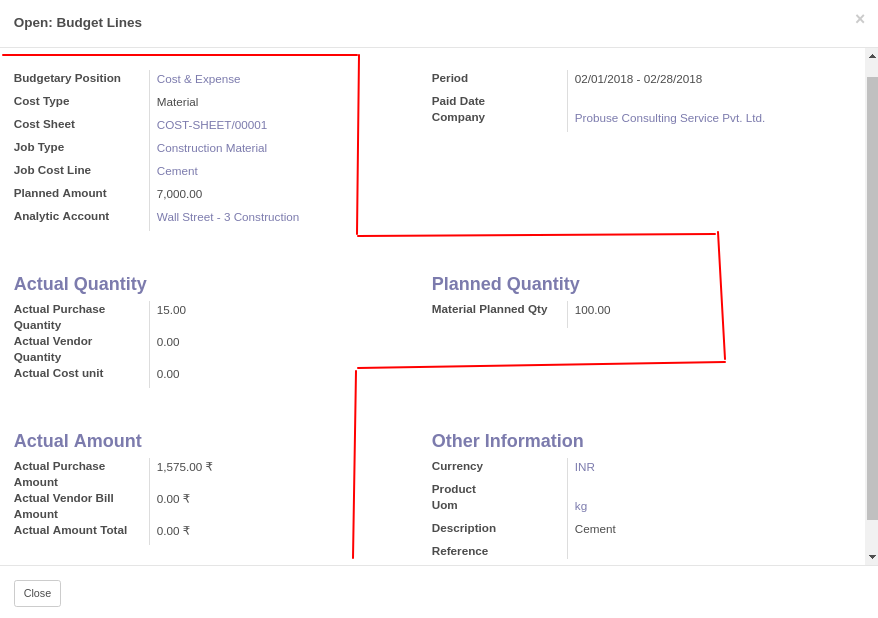 Open: Budget Lines
×
Budgetary Position Cost & Expense
Cost Type Material
Cost Sheet COST-SHEET/00001
Job Type Construction Material
Job Cost Line Cement
Planned Amount 7,000.00
Analytic Account Wall Street - 3 Construction
Period 02/01/2018 - 02/28/2018
Paid Date
Company Probuse Consulting Service Pvt. Ltd.
Actual Quantity
Actual Purchase 15.00
Quantity
Actual Vendor 0.00
Quantity
Actual Cost unit 0.00
Planned Quantity
Material Planned Qty 100.00
Actual Amount
Actual Purchase 1,575.00 ₹
Amount
Actual Vendor Bill 0.00 ₹
Amount
Actual Amount Total 0.00 ₹
Other Information
Currency INR
Product
Uom kg
Description Cement
Reference
Close